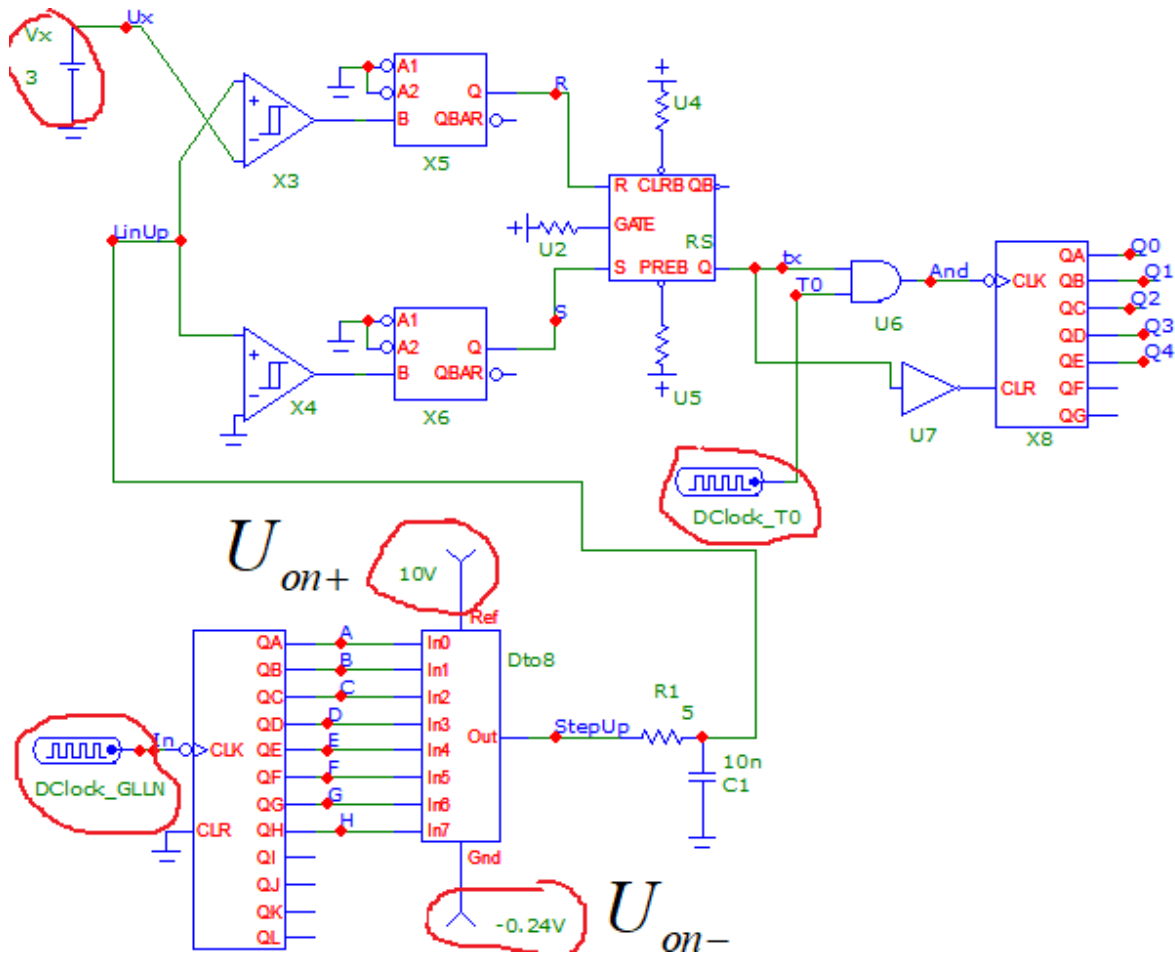 Vx
3
Ux
+
-
X3
A1
A2
B
Q
QBAR
X5
R
+
U4
R CLRB QB
GATE
RS
S PREB Q
+
U2
LinUp
+
-
X4
A1
A2
B
Q
QBAR
X6
S
+
U5
tx
T0
And
U6
U7
CLK
CLR
QA
QB
QC
QD
QE
QF
QG
X8
Q0
Q1
Q2
Q3
Q4
DClock_T0
U on+
10V
Ref
In
DClock_GLLN
CLK
CLR
QA
QB
QC
QD
QE
QF
QG
QH
QI
QJ
QK
QL
A
B
C
D
E
F
G
H
In0
In1
In2
In3
In4
In5
In6
In7
Out
Dto8
Gnd
StepUp
R1
5
10n
C1
-0.24V
U on-